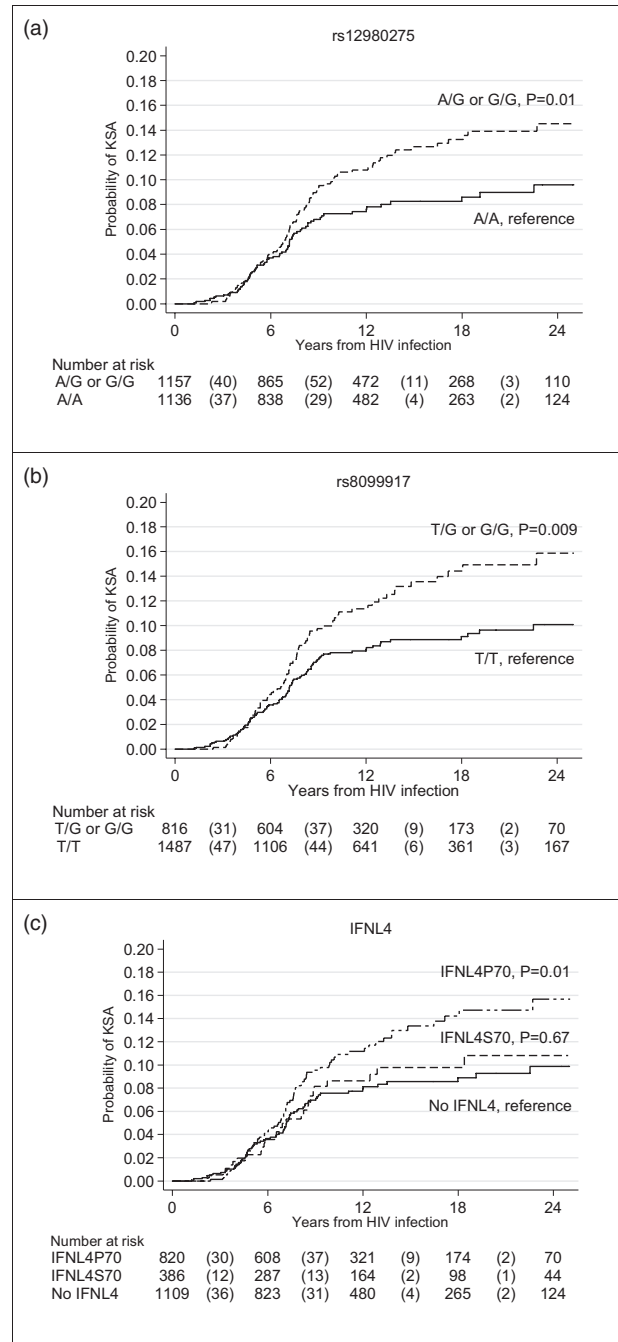 (a)
rs12980275
0.20
0.18
0.16
A/G or G/G, P=0.01
0.14
0.12
0.10
0.08
A/A, reference
0.06
0.04
0.02
0.00
Probability of KSA
0 6 12 18 24
Years from HIV infection
Number at risk
A/G or G/G 1157 (40) 865 (52) 472 (11) 268 (3) 110
A/A 1136 (37) 838 (29) 482 (4) 263 (2) 124
(b)
rs8099917
0.20
0.18
T/G or G/G, P=0.009
0.16
0.14
0.12
0.10
0.08
T/T, reference
0.06
0.04
0.02
0.00
Probability of KSA
0 6 12 18 24
Years from HIV infection
Number at risk
T/G or G/G 816 (31) 604 (37) 320 (9) 173 (2) 70
T/T 1487 (47) 1106 (44) 641 (6) 361 (3) 167
(c)
IFNL4
0.20
0.18
IFNL4P70, P=0.01
0.16
0.14
0.12
IFNL4S70, P=0.67
0.10
0.08
No IFNL4, reference
0.06
0.04
0.02
0.00
Probability of KSA
0 6 12 18 24
Years from HIV infection
Number at risk
IFNL4P70 820 (30) 608 (37) 321 (9) 174 (2) 70
IFNL4S70 386 (12) 287 (13) 164 (2) 98 (1) 44
No IFNL4 1109 (36) 823 (31) 480 (4) 265 (2) 124